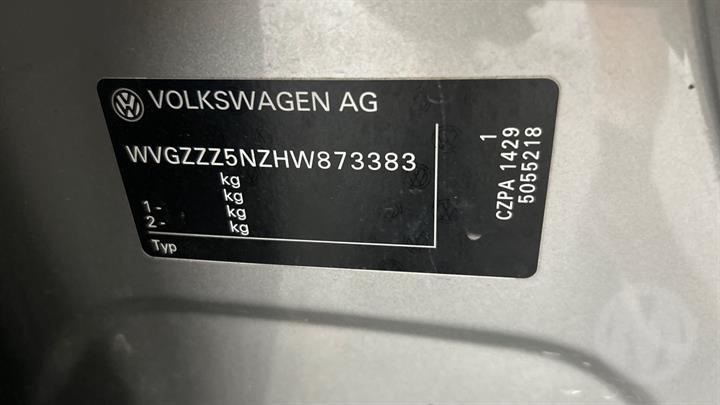 VOLKSWAGEN AG
WVGZZZ5NZHW873383
kg
kg
1- kg
2- kg
Typ
1
CZPA 1429
5055218